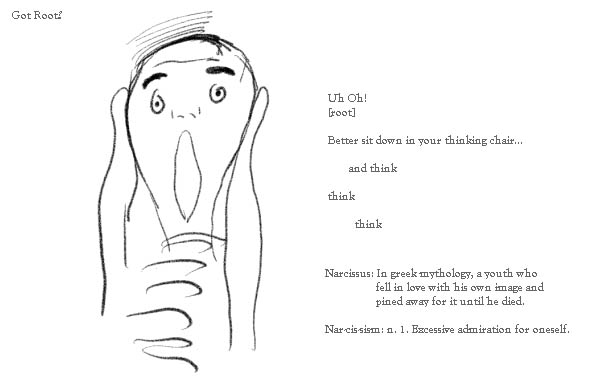 Got Root?
Uh Oh!
[root]
Better sit down in your thinking chair...
and think
think
think
Narcissus: In greek mythology, a youth who
fell in love with his own image and
pined away for it until he died.
Nar·cis·sism: n. 1. Excessive admiration for oneself.